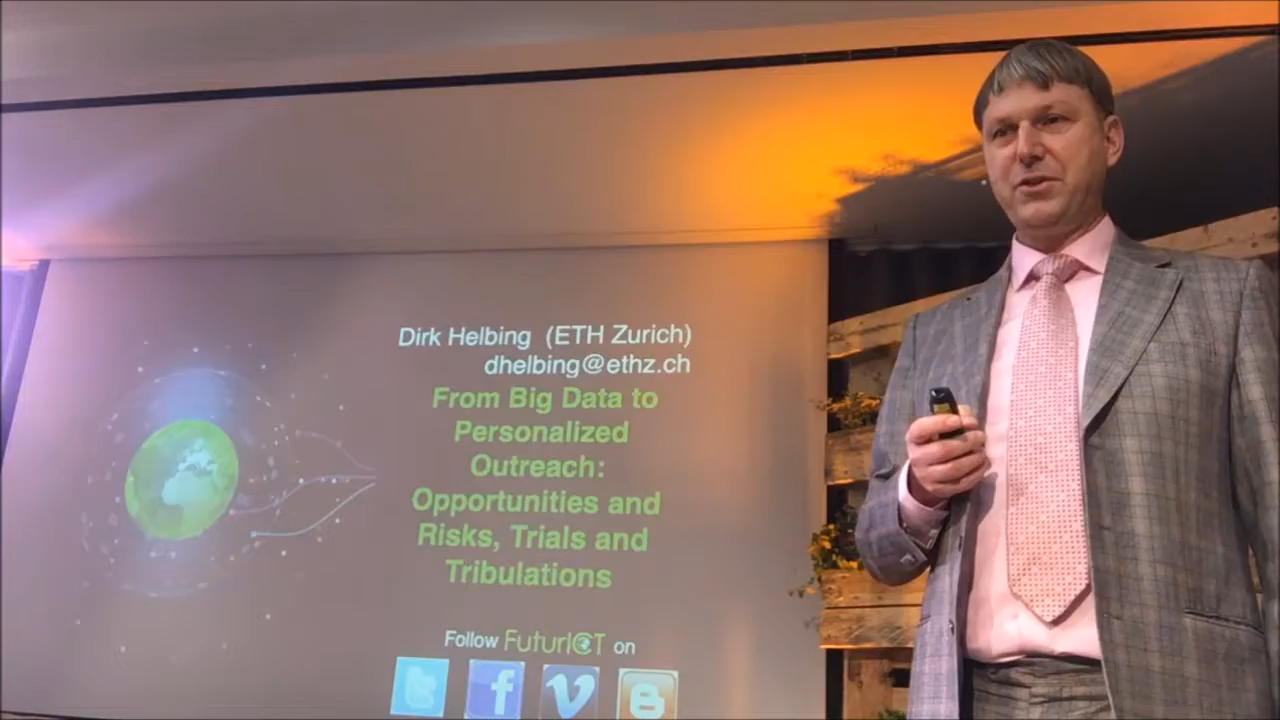 Dirk Helbing (ETH Zurich)
dhelbing@ethz.ch
From Big Data to
Personalized
Outreach:
Opportunities and
Risks, Trials and
Tribulations
Follow FuturICT on